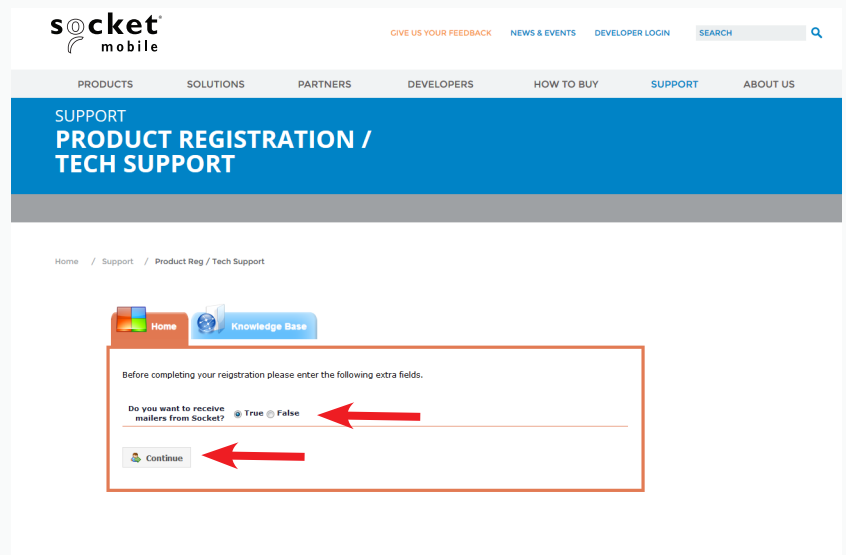 socket
mobile
GIVE US YOUR FEEDBACK NEWS & EVENTS DEVELOPER LOGIN SEARCH
PRODUCTS SOLUTIONS PARTNERS DEVELOPERS HOW TO BUY SUPPORT ABOUT US
SUPPORT
PRODUCT REGISTRATION /
TECH SUPPORT
Home / Support / Product Reg / Tech Support
Home Knowledge Base
Before completing your reigstration please enter the following extra fields.
Do you want to receive
mailers from Socket? True False
Continue